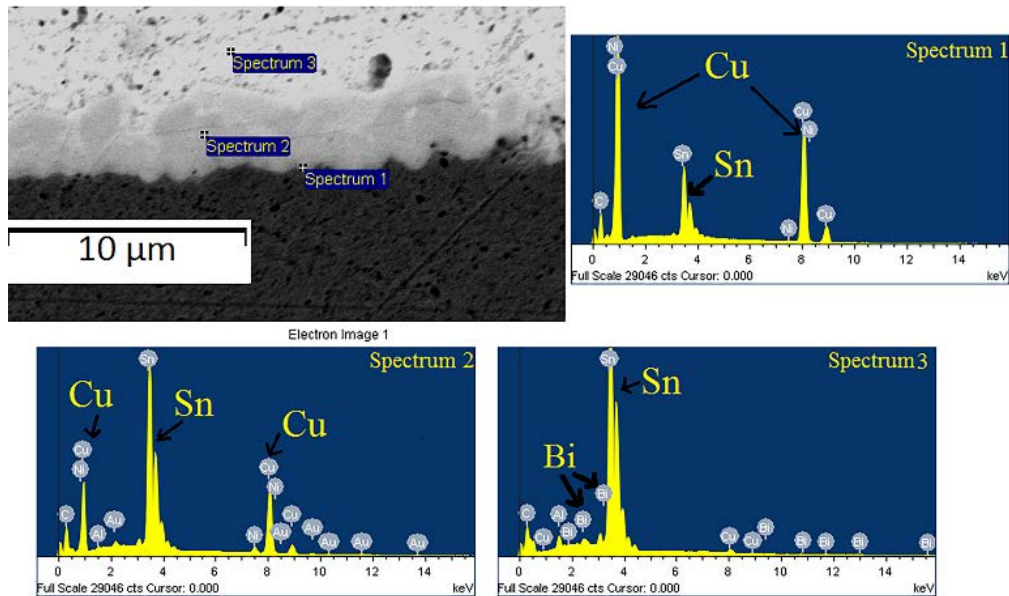 Spectrum 3
Spectrum 2
Spectrum 1
10 µm
Electron Image 1
Spectrum 1
Ni
Cu
Cu
Cu
Ni
Sn
Sn
C
Ni
Cu
0 2 4 6 8 10 12 14
Full Scale 29046 cts Cursor: 0.000 keV
Spectrum 2
Sn
Cu
Sn
Cu
Cu
Ni
Cu
Ni
C
Al
Au
Ni
Au
Cu
Au
Au
Au
Au
0 2 4 6 8 10 12 14
Full Scale 29046 cts Cursor: 0.000 keV
Spectrum 3
Sn
Sn
Bi
Bi
C
Cu
Al
Bi
Bi
Cu
Cu
Bi
Bi
Bi
Bi
Bi
0 2 4 6 8 10 12 14
Full Scale 29046 cts Cursor: 0.000 keV